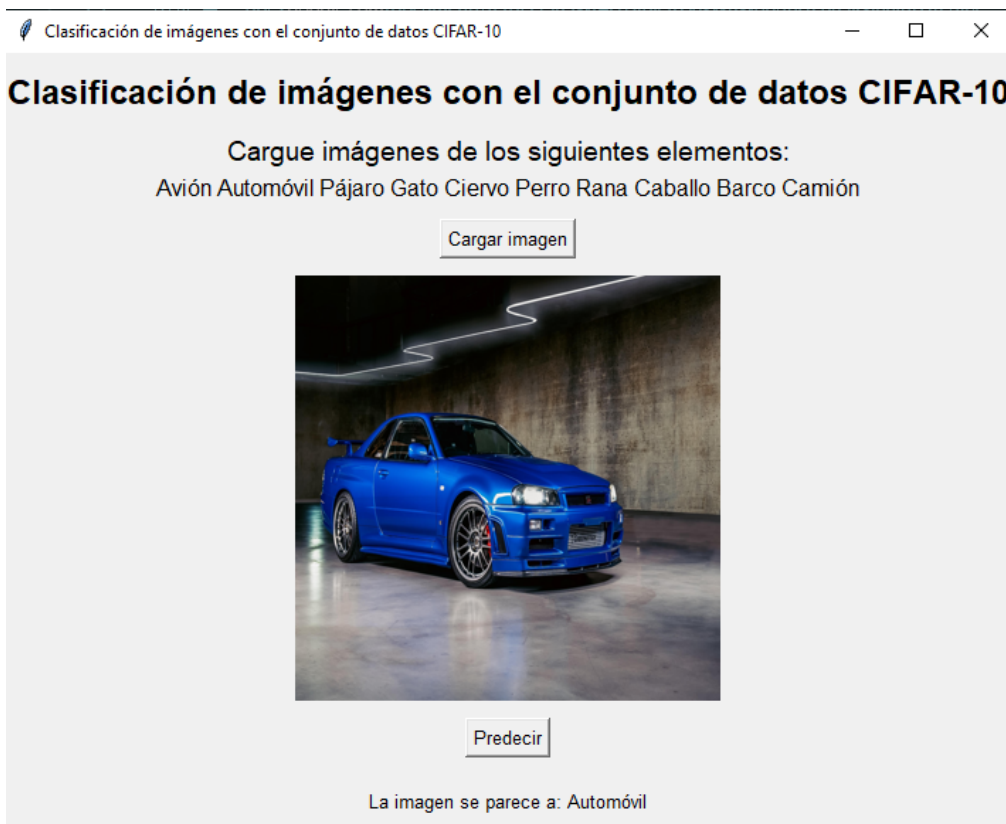 Clasificación de imágenes con el conjunto de datos CIFAR-10
Clasificación de imágenes con el conjunto de datos CIFAR-10
Cargue imágenes de los siguientes elementos:
Avión Automóvil Pájaro Gato Ciervo Perro Rana Caballo Barco Camión
Cargar imagen
Predecir
La imagen se parece a: Automóvil